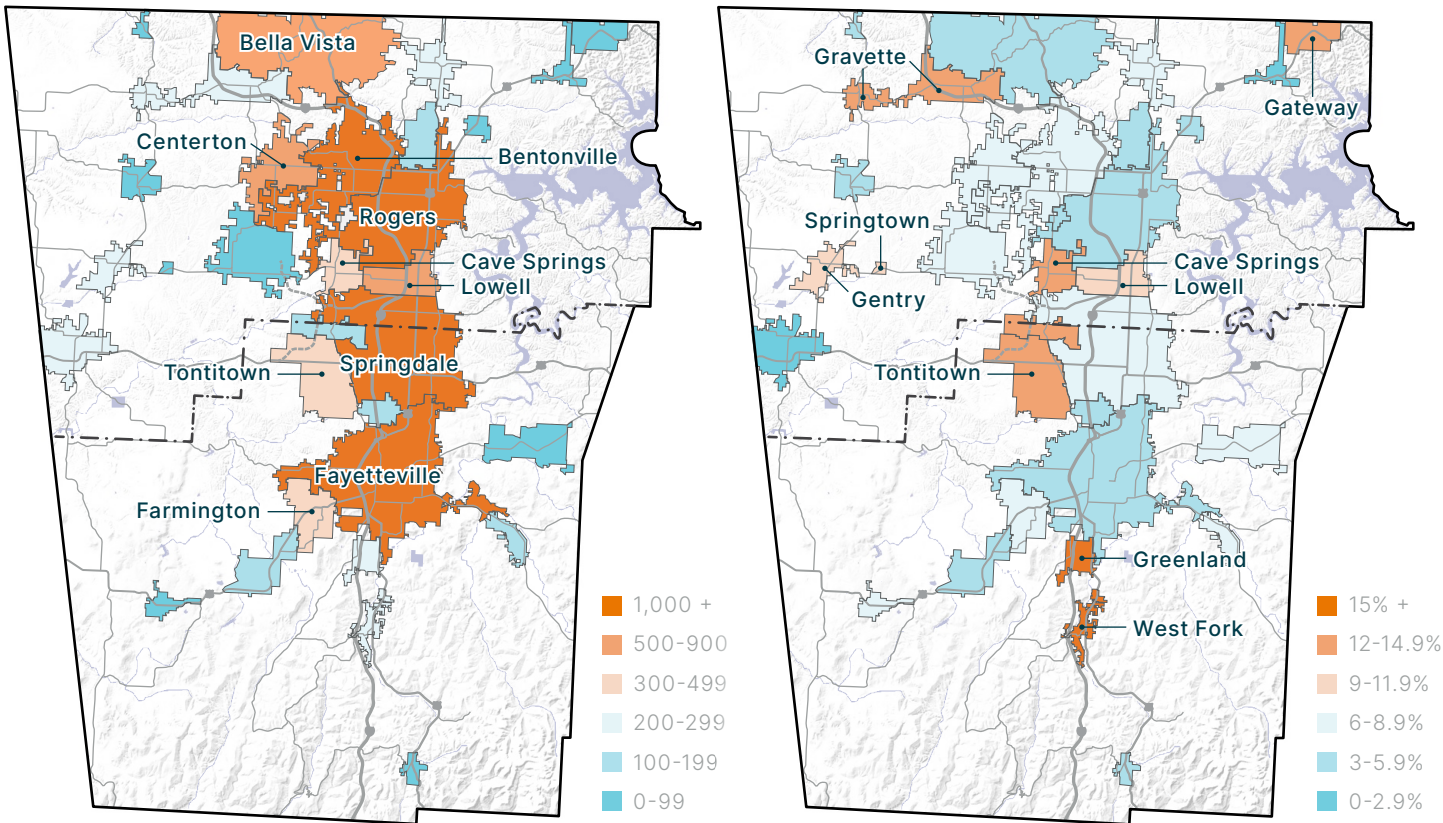 Bella Vista
Centerton
Bentonville
Rogers
Cave Springs
Lowell
Tontitown
Springdale
Fayetteville
Farmington
1,000 +
500-900
300-499
200-299
100-199
0-99
Gravette
Gateway
Springtown
Cave Springs
Lowell
Gentry
Tontitown
Greenland
West Fork
15% +
12-14.9%
9-11.9%
6-8.9%
3-5.9%
0-2.9%